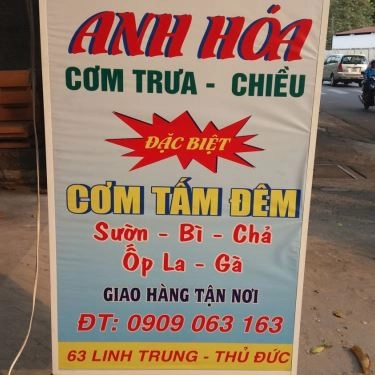 ANH HÓA
CƠM TRƯA - CHIỀU
ĐẶC BIỆT
CƠM TẤM ĐÊM
Sườn - Bì - Chả
Ốp La - Gà
GIAO HÀNG TẬN NƠI
ĐT: 0909 063 163
63 LINH TRUNG - THỦ ĐỨC